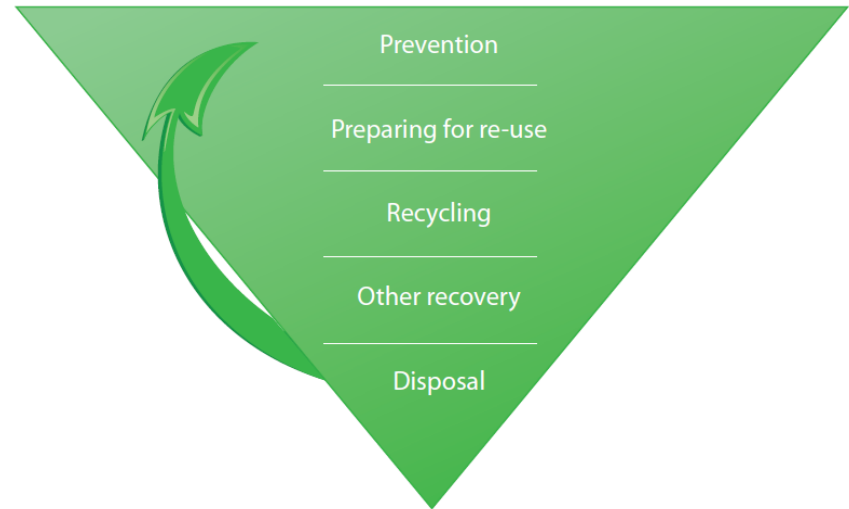 Prevention
Preparing for re-use
Recycling
Other recovery
Disposal